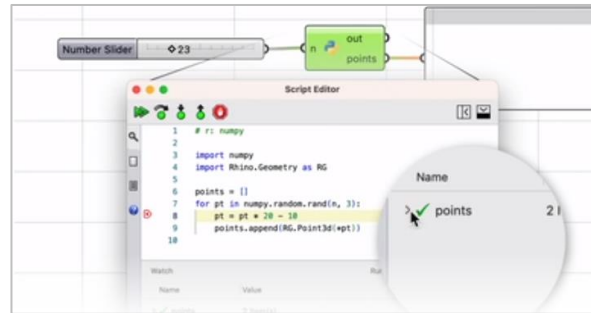 out
Number Slider 23
n
points
Script Editor
1 # r: numpy
2
3 import numpy
4 import Rhino.Geometry as RG
5
6 points = []
7 for pt in numpy.random.rand(n, 3):
8 pt = pt * 20 - 10
9 points.append(RG.Point3d(*pt))
10
Name
points 2
Watch
Name Value
points